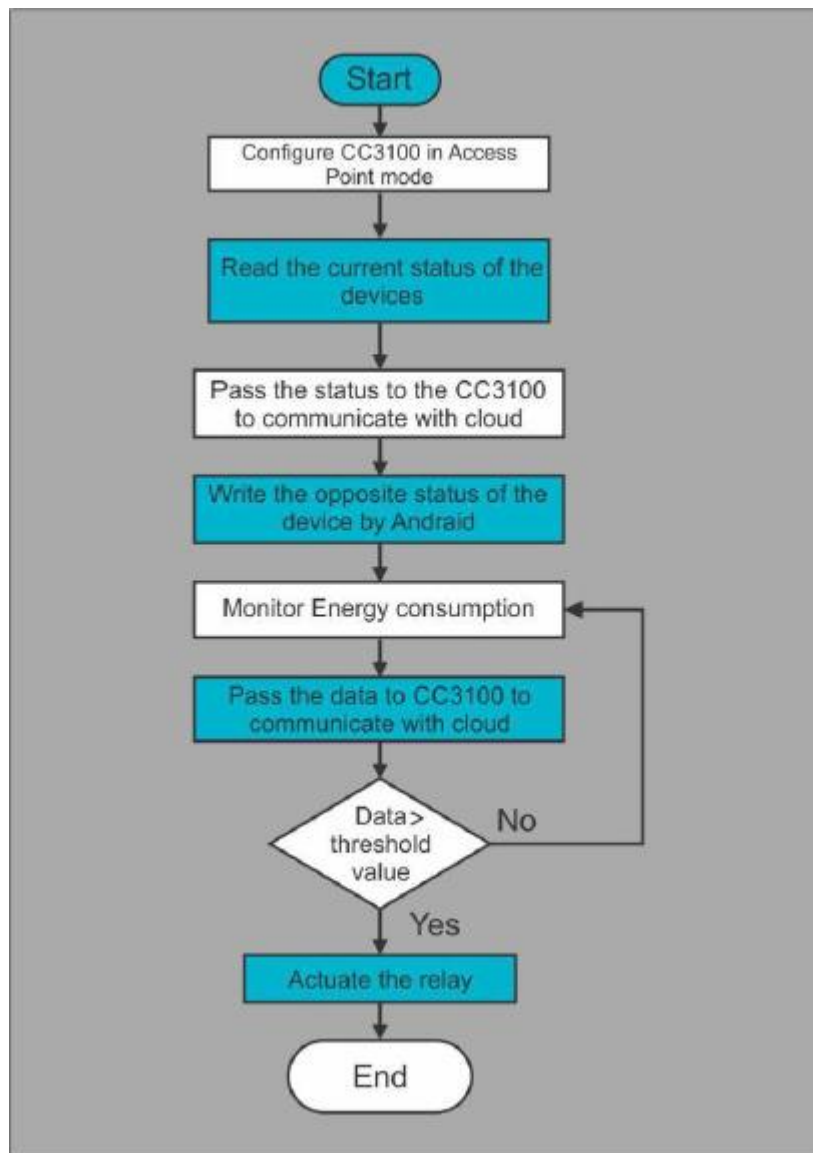 Start
Configure CC3100 in Access
Point mode
Read the current status of the
devices
Pass the status to the CC3100
to communicate with cloud
Write the opposite status of the
device by Andraid
Monitor Energy consumption
Pass the data to CC3100 to
communicate with cloud
Data>
threshold
value
No
Yes
Actuate the relay
End